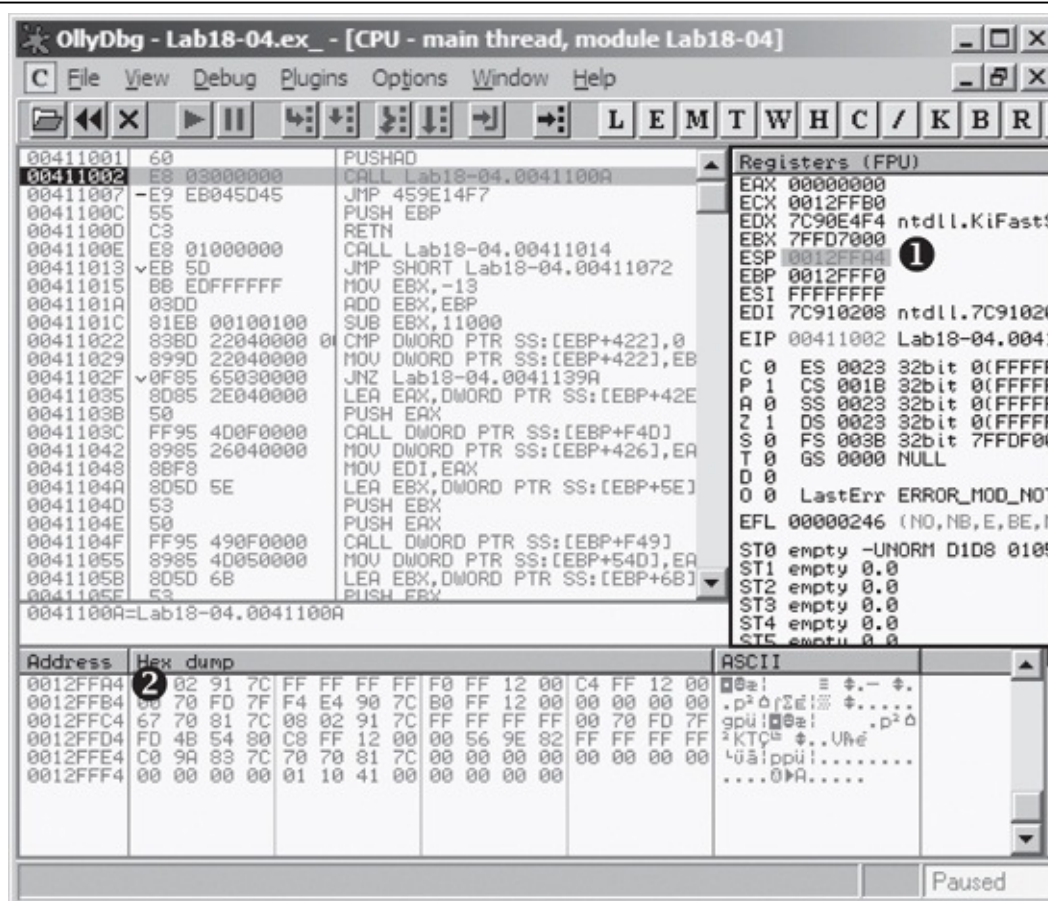 OllyDbg - Lab18-04.ex_ - [CPU - main thread, module Lab18-04]
C File View Debug Plugins Options Window Help
L E M T W H C / K B R
00411001 60 PUSHAD
00411002 E8 03000000 CALL Lab18-04.0041100A
00411007 -E9 EB045D45 JMP 459E14F7
0041100C 55 PUSH EBP
0041100D C3 RETN
0041100E E8 01000000 CALL Lab18-04.00411014
00411013 EB 5D JMP SHORT Lab18-04.00411072
00411015 BB EDFFFFFF MOV EBX,-13
0041101A 03DD ADD EBX,EBP
0041101C 81EB 00100100 SUB EBX,11000
00411022 83BD 22040000 0 CMP DWORD PTR SS:[EBP+422],0
00411029 899D 22040000 MOV DWORD PTR SS:[EBP+422],EB
0041102F 0F85 65030000 JNZ Lab18-04.0041139A
00411035 8D85 2E040000 LEA EAX,DWORD PTR SS:[EBP+42E
0041103B 50 PUSH EAX
0041103C FF95 4D0F0000 CALL DWORD PTR SS:[EBP+F4D]
00411042 8985 26040000 MOV DWORD PTR SS:[EBP+426],EA
00411048 8BF8 MOV EDI,EAX
0041104A 8D5D 5E LEA EBX,DWORD PTR SS:[EBP+5E]
0041104D 53 PUSH EBX
0041104E 50 PUSH EAX
0041104F FF95 490F0000 CALL DWORD PTR SS:[EBP+F49]
00411055 8985 4D050000 MOV DWORD PTR SS:[EBP+54D],EA
0041105B 8D5D 6B LEA EBX,DWORD PTR SS:[EBP+6B]
0041105E 53 PUSH EBX
0041100A=Lab18-04.0041100A
Registers (FPU)
EAX 00000000
ECX 0012FFB0
EDX 7C90E4F4 ntdll.KiFastS
EBX 7FFD7000
ESP 0012FFA4 ❶
EBP 0012FFF0
ESI FFFFFFFF
EDI 7C910208 ntdll.7C91020
EIP 00411002 Lab18-04.0041
C 0 ES 0023 32bit 0(FFFFF
P 1 CS 001B 32bit 0(FFFFF
A 0 SS 0023 32bit 0(FFFFF
Z 1 DS 0023 32bit 0(FFFFF
S 0 FS 003B 32bit 7FFDF00
T 0 GS 0000 NULL
D 0
O 0 LastErr ERROR_MOD_NOT
EFL 00000246 (NO,NB,E,BE,
ST0 empty -UNORM D1D8 0105
ST1 empty 0.0
ST2 empty 0.0
ST3 empty 0.0
ST4 empty 0.0
ST5 empty 0.0
Address Hex dump ASCII
0012FFA4 ❷ 02 91 7C FF FF FF FF F0 FF 12 00 C4 FF 12 00
0012FFB4 00 70 FD 7F F4 E4 90 7C B0 FF 12 00 00 00 00 00
0012FFC4 67 70 81 7C 08 02 91 7C FF FF FF FF 00 70 FD 7F
0012FFD4 FD 4B 54 80 C8 FF 12 00 00 56 9E 82 FF FF FF FF
0012FFE4 C0 9A 83 7C 70 70 81 7C 00 00 00 00 00 00 00 00
0012FFF4 00 00 00 00 01 10 41 00 00 00 00 00
Paused